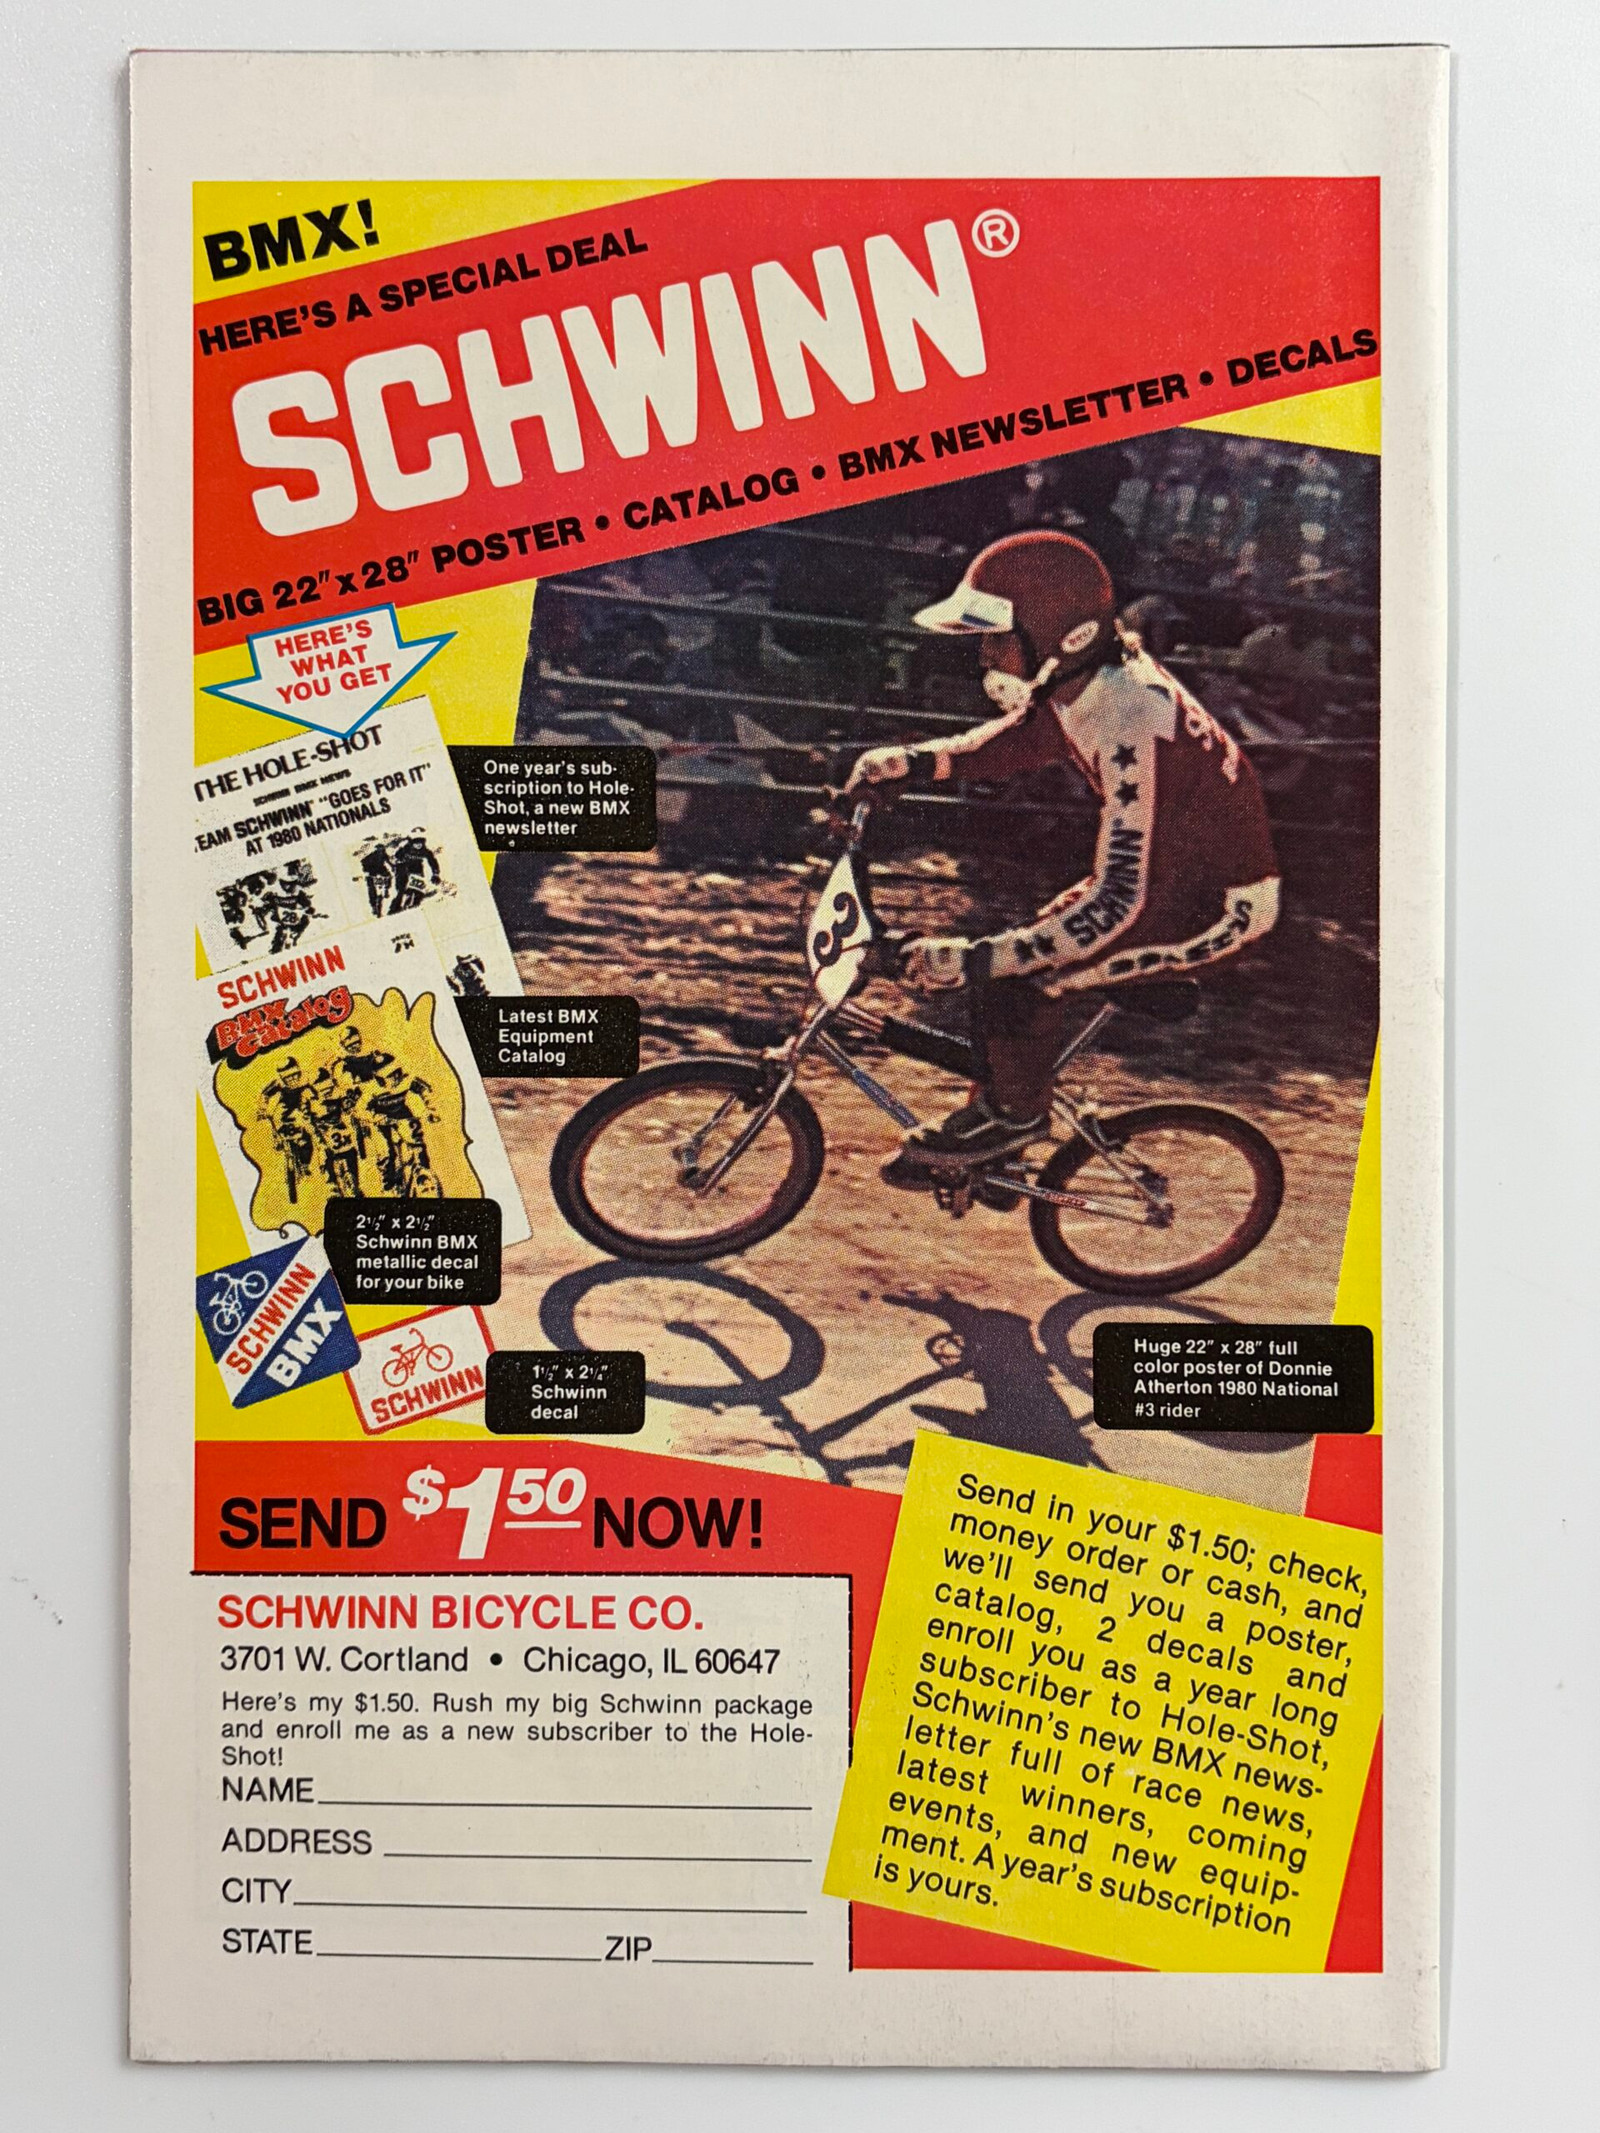 BMX!
HERE'S A SPECIAL DEAL
SCHWINN®
BIG 22" x 28" POSTER • CATALOG • BMX NEWSLETTER • DECALS
HERE'S
WHAT
YOU GET
THE HOLE-SHOT
SCHWINN BMX NEWS
TEAM SCHWINN "GOES FOR IT"
AT 1980 NATIONALS
One year's sub-
scription to Hole-
Shot, a new BMX
newsletter
SCHWINN
BMX
Catalog
Latest BMX
Equipment
Catalog
2½" x 2½"
Schwinn BMX
metallic decal
for your bike
SCHWINN
BMX
SCHWINN
1½" x 2¼"
Schwinn
decal
3
SCHWINN
Huge 22" x 28" full
color poster of Donnie
Atherton 1980 National
#3 rider
SEND $1.50 NOW!
SCHWINN BICYCLE CO.
3701 W. Cortland • Chicago, IL 60647
Here's my $1.50. Rush my big Schwinn package
and enroll me as a new subscriber to the Hole-
Shot!
NAME
ADDRESS
CITY
STATE ZIP
Send in your $1.50; check,
money order or cash, and
we'll send you a poster,
catalog, 2 decals and
enroll you as a year long
subscriber to Hole-Shot,
Schwinn's new BMX news-
letter full of race news,
latest winners, coming
events, and new equip-
ment. A year's subscription
is yours.